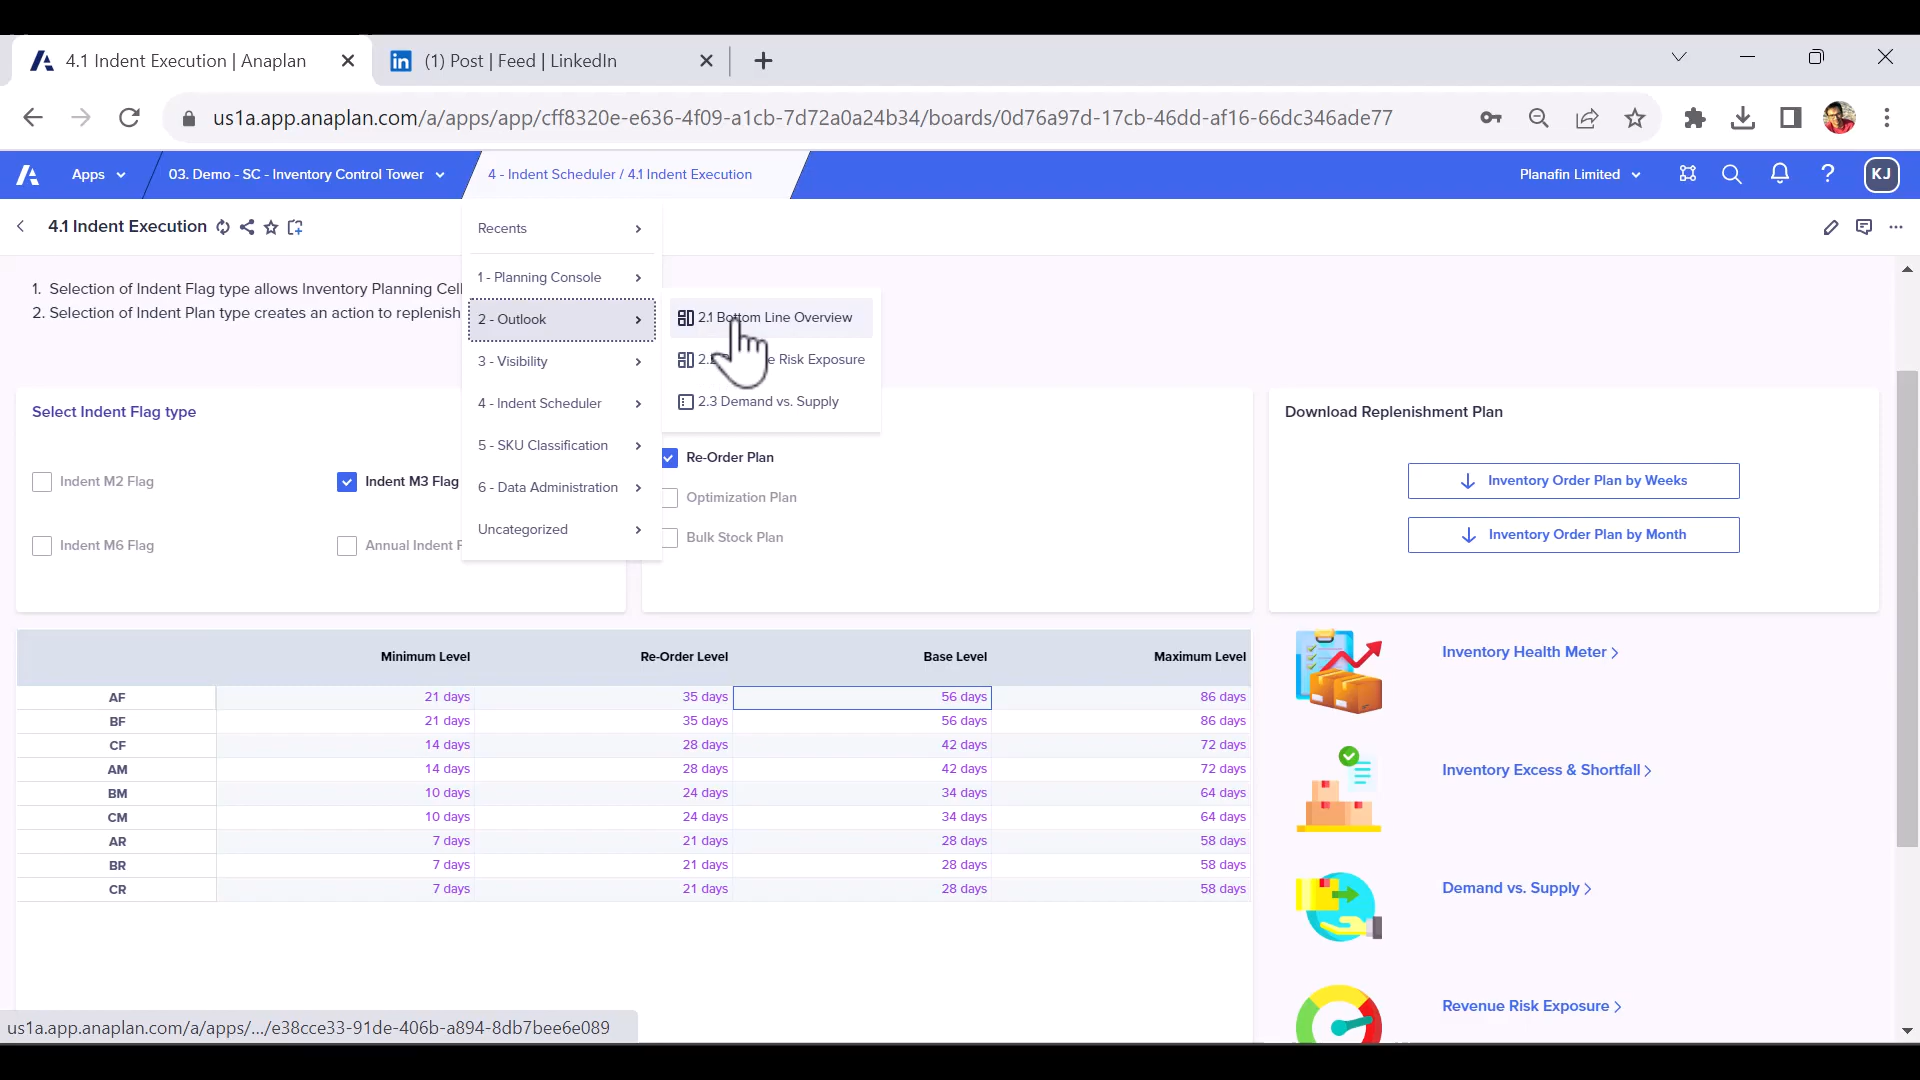 4.1 Indent Execution | Anaplan
(1) Post | Feed | LinkedIn
us1a.app.anaplan.com/a/apps/app/cff8320e-e636-4f09-a1cb-7d72a0a24b34/boards/0d76a97d-17cb-46dd-af16-66dc346ade77
Apps
03. Demo - SC - Inventory Control Tower
4 - Indent Scheduler / 4.1 Indent Execution
Planafin Limited
?
KJ
4.1 Indent Execution
Recents
1 - Planning Console
2 - Outlook
3 - Visibility
4 - Indent Scheduler
5 - SKU Classification
6 - Data Administration
Uncategorized
2.1 Bottom Line Overview
Risk Exposure
2.3 Demand vs. Supply
1. Selection of Indent Flag type allows Inventory Planning Cell
2. Selection of Indent Plan type creates an action to replenish
Select Indent Flag type
Indent M2 Flag
Indent M3 Flag
Indent M6 Flag
Annual Indent F
Re-Order Plan
Optimization Plan
Bulk Stock Plan
Download Replenishment Plan
Inventory Order Plan by Weeks
Inventory Order Plan by Month
Minimum Level Re-Order Level Base Level Maximum Level
AF 21 days 35 days 56 days 86 days
BF 21 days 35 days 56 days 86 days
CF 14 days 28 days 42 days 72 days
AM 14 days 28 days 42 days 72 days
BM 10 days 24 days 34 days 64 days
CM 10 days 24 days 34 days 64 days
AR 7 days 21 days 28 days 58 days
BR 7 days 21 days 28 days 58 days
CR 7 days 21 days 28 days 58 days
Inventory Health Meter
Inventory Excess & Shortfall
Demand vs. Supply
Revenue Risk Exposure
us1a.app.anaplan.com/a/apps/.../e38cce33-91de-406b-a894-8db7bee6e089